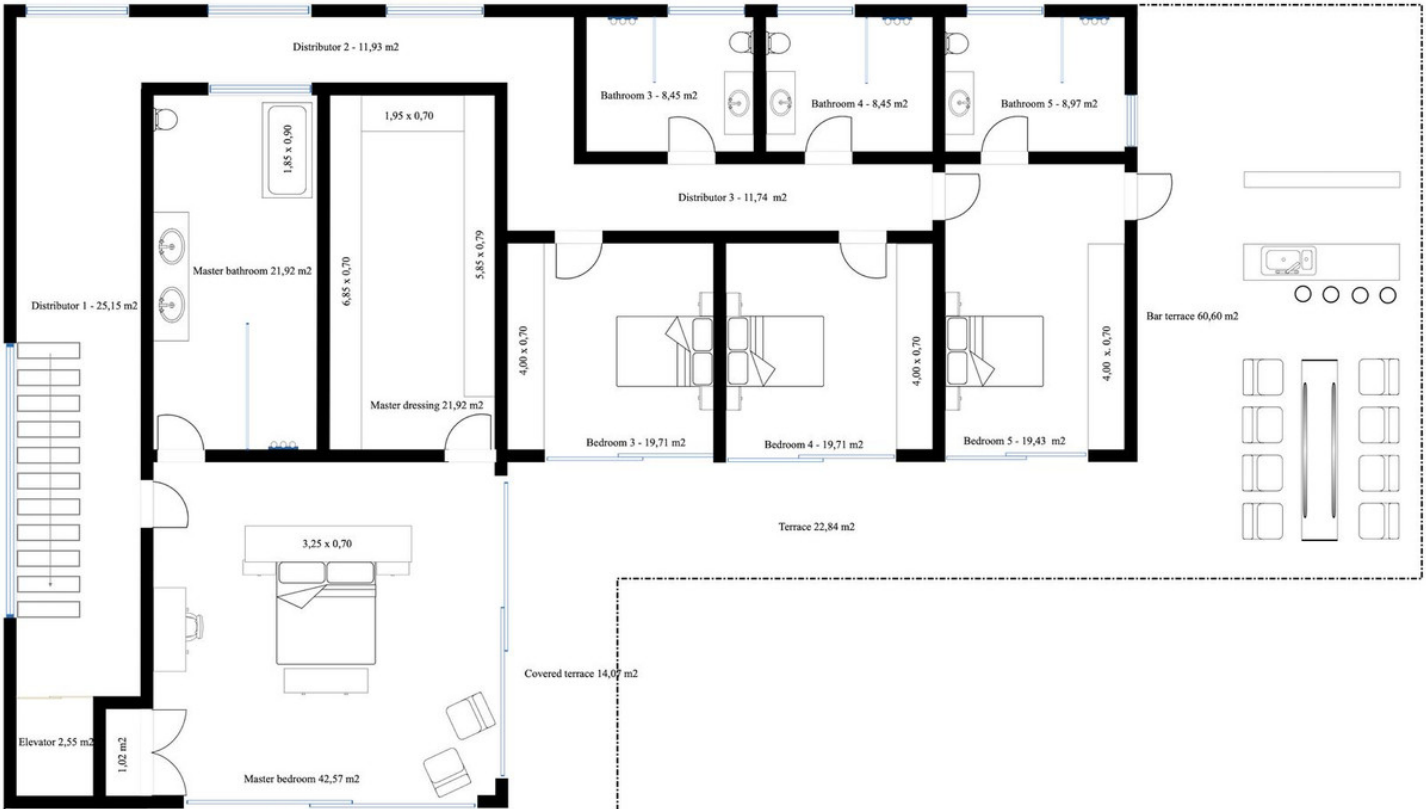 Distributor 2 - 11,93 m2
Bathroom 3 - 8,45 m2
Bathroom 4 - 8,45 m2
Bathroom 5 - 8,97 m2
1,95 x 0,70
1,85 x 0,90
Distributor 3 - 11,74 m2
Master bathroom 21,92 m2
6,85 x 0,70
5,85 x 0,79
Distributor 1 - 25,15 m2
Bar terrace 60,60 m2
4,00 x 0,70
4,00 x 0,70
4,00 x. 0,70
Master dressing 21,92 m2
Bedroom 3 - 19,71 m2
Bedroom 4 - 19,71 m2
Bedroom 5 - 19,43 m2
Terrace 22,84 m2
3,25 x 0,70
Covered terrace 14,07 m2
Elevator 2,55 m2
1,02 m2
Master bedroom 42,57 m2